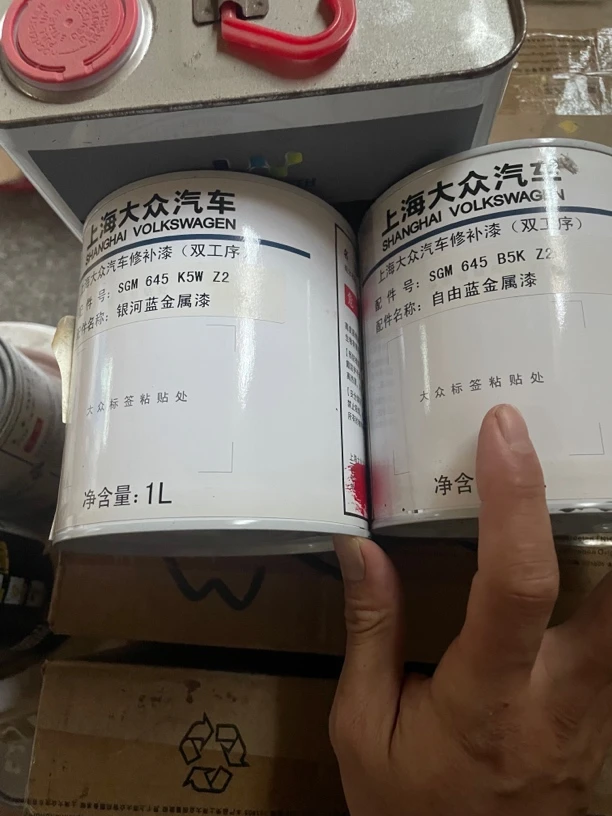 上海大众汽车
SHANGHAI VOLKSWAGEN
上海大众汽车修补漆（双工序
配件号：SGM 645 K5W Z2
配件名称：银河蓝金属漆
大众标签粘贴处
净含量：1L
上海大众汽车
SHANGHAI VOLKSWAGEN
上海大众汽车修补漆（双工序）
配件号：SGM 645 B5K Z2
配件名称：自由蓝金属漆
大众标签粘贴处
净含